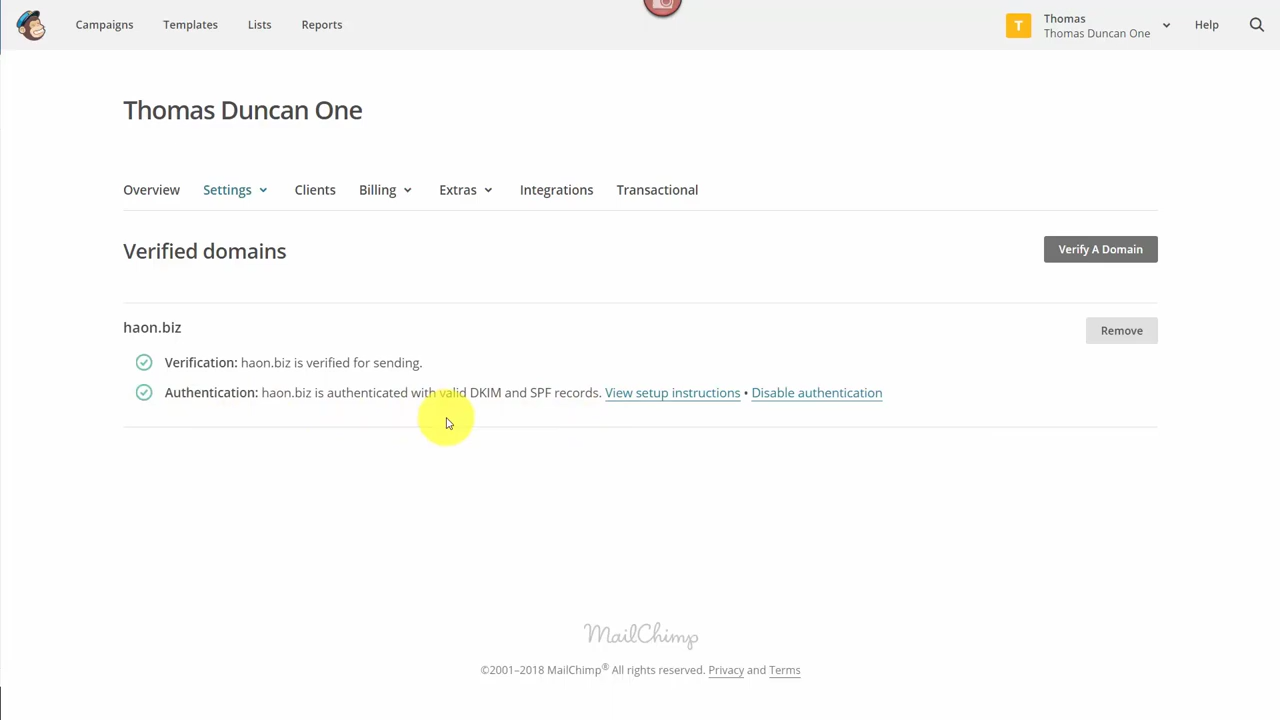 Campaigns Templates Lists Reports
T
Thomas
Thomas Duncan One
Help
Thomas Duncan One
Overview Settings Clients Billing Extras Integrations Transactional
Verified domains
Verify A Domain
haon.biz
Remove
Verification: haon.biz is verified for sending.
Authentication: haon.biz is authenticated with valid DKIM and SPF records. View setup instructions • Disable authentication
MailChimp
©2001–2018 MailChimp® All rights reserved. Privacy and Terms